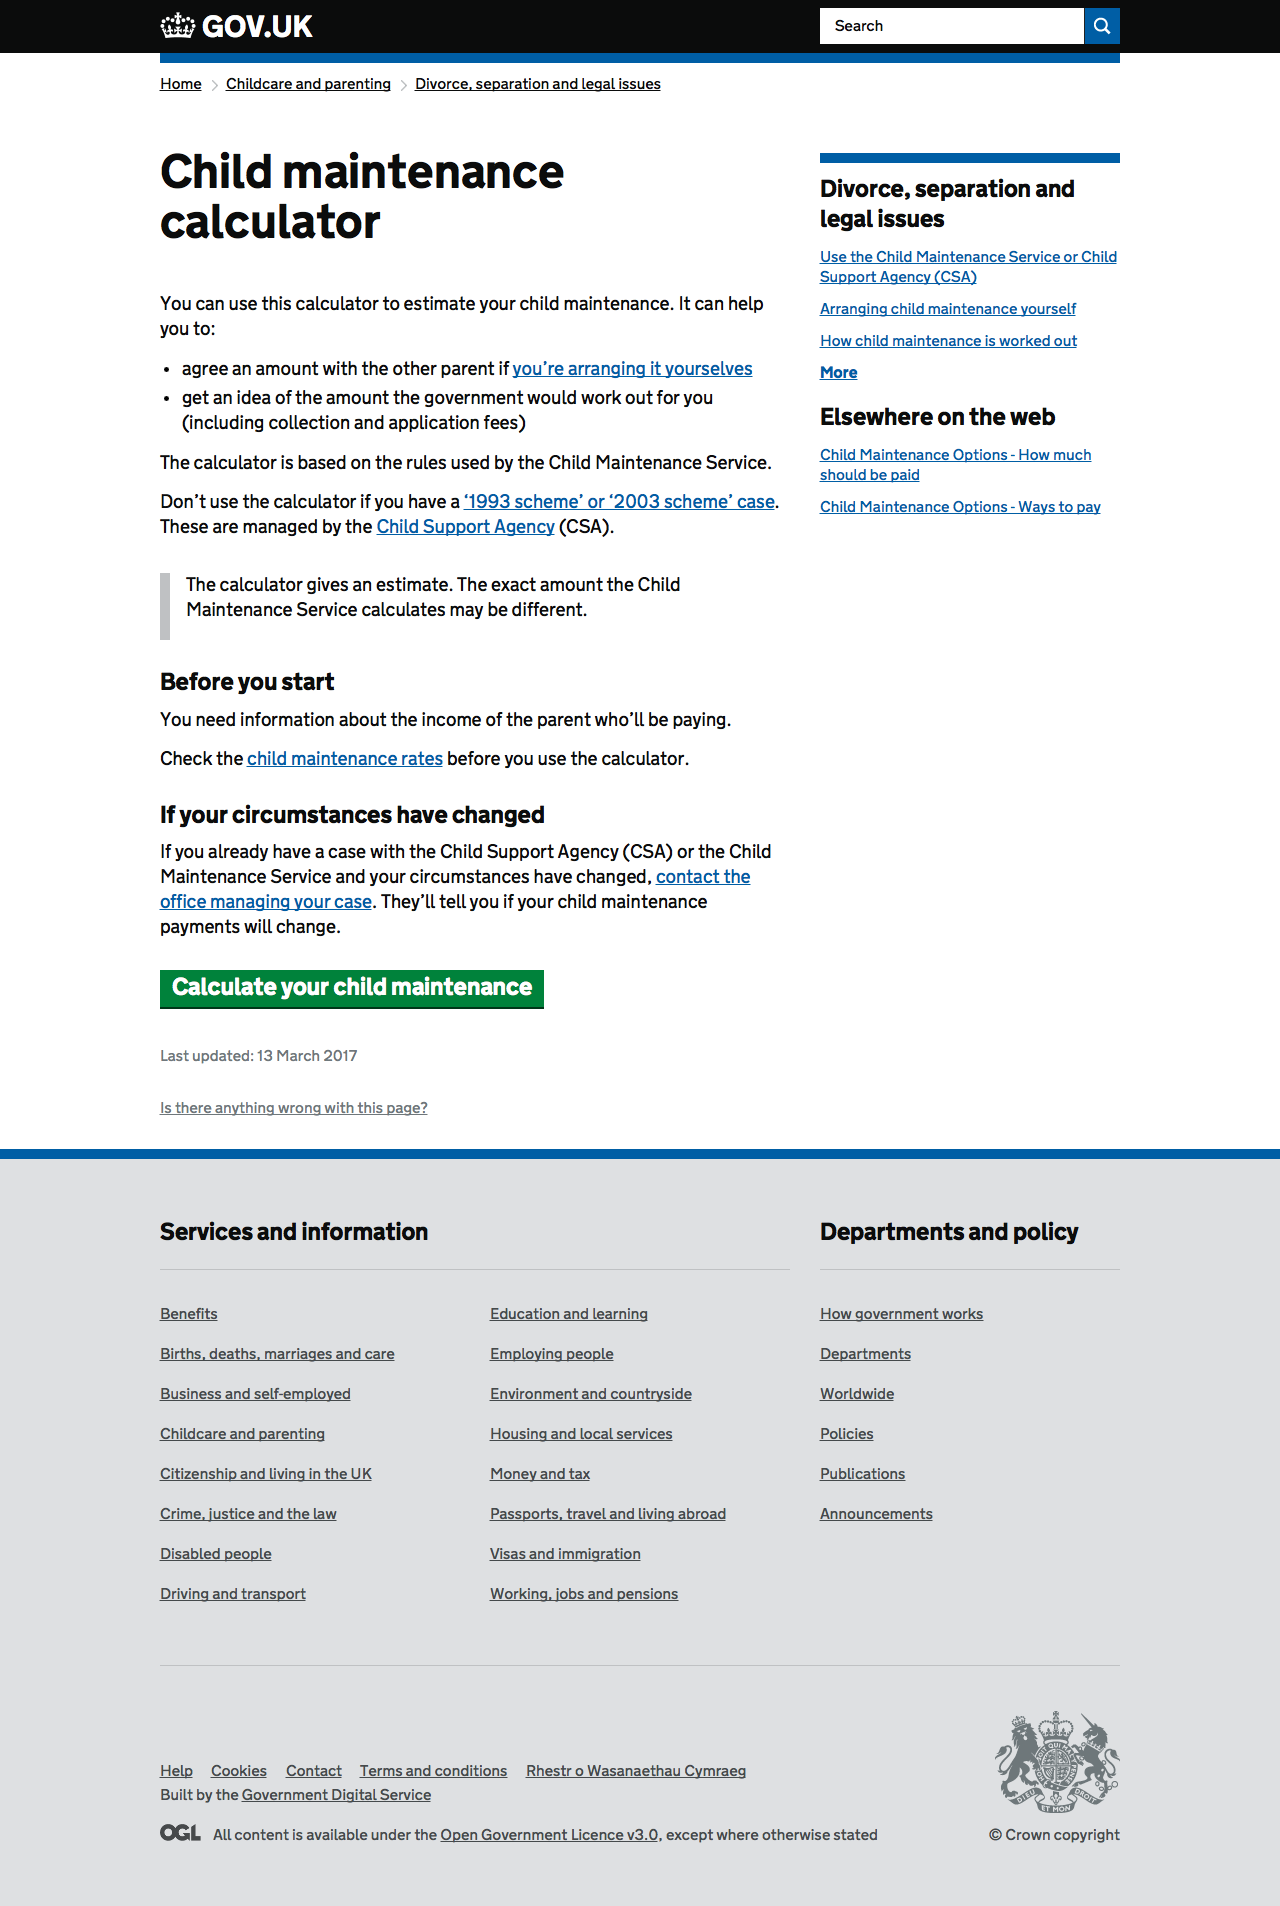 GOV.UK
Search
Home
Childcare and parenting
Divorce, separation and legal issues
Child maintenance
calculator
You can use this calculator to estimate your child maintenance. It can help
you to:
• agree an amount with the other parent if you’re arranging it yourselves
• get an idea of the amount the government would work out for you
(including collection and application fees)
The calculator is based on the rules used by the Child Maintenance Service.
Don’t use the calculator if you have a ‘1993 scheme’ or ‘2003 scheme’ case.
These are managed by the Child Support Agency (CSA).
The calculator gives an estimate. The exact amount the Child
Maintenance Service calculates may be different.
Before you start
You need information about the income of the parent who’ll be paying.
Check the child maintenance rates before you use the calculator.
If your circumstances have changed
If you already have a case with the Child Support Agency (CSA) or the Child
Maintenance Service and your circumstances have changed, contact the
office managing your case. They’ll tell you if your child maintenance
payments will change.
Calculate your child maintenance
Last updated: 13 March 2017
Is there anything wrong with this page?
Divorce, separation and
legal issues
Use the Child Maintenance Service or Child
Support Agency (CSA)
Arranging child maintenance yourself
How child maintenance is worked out
More
Elsewhere on the web
Child Maintenance Options - How much
should be paid
Child Maintenance Options - Ways to pay
Services and information
Benefits
Births, deaths, marriages and care
Business and self-employed
Childcare and parenting
Citizenship and living in the UK
Crime, justice and the law
Disabled people
Driving and transport
Education and learning
Employing people
Environment and countryside
Housing and local services
Money and tax
Passports, travel and living abroad
Visas and immigration
Working, jobs and pensions
Departments and policy
How government works
Departments
Worldwide
Policies
Publications
Announcements
Help
Cookies
Contact
Terms and conditions
Rhestr o Wasanaethau Cymraeg
Built by the Government Digital Service
OGL All content is available under the Open Government Licence v3.0, except where otherwise stated
DIEU ET MON DROIT
© Crown copyright